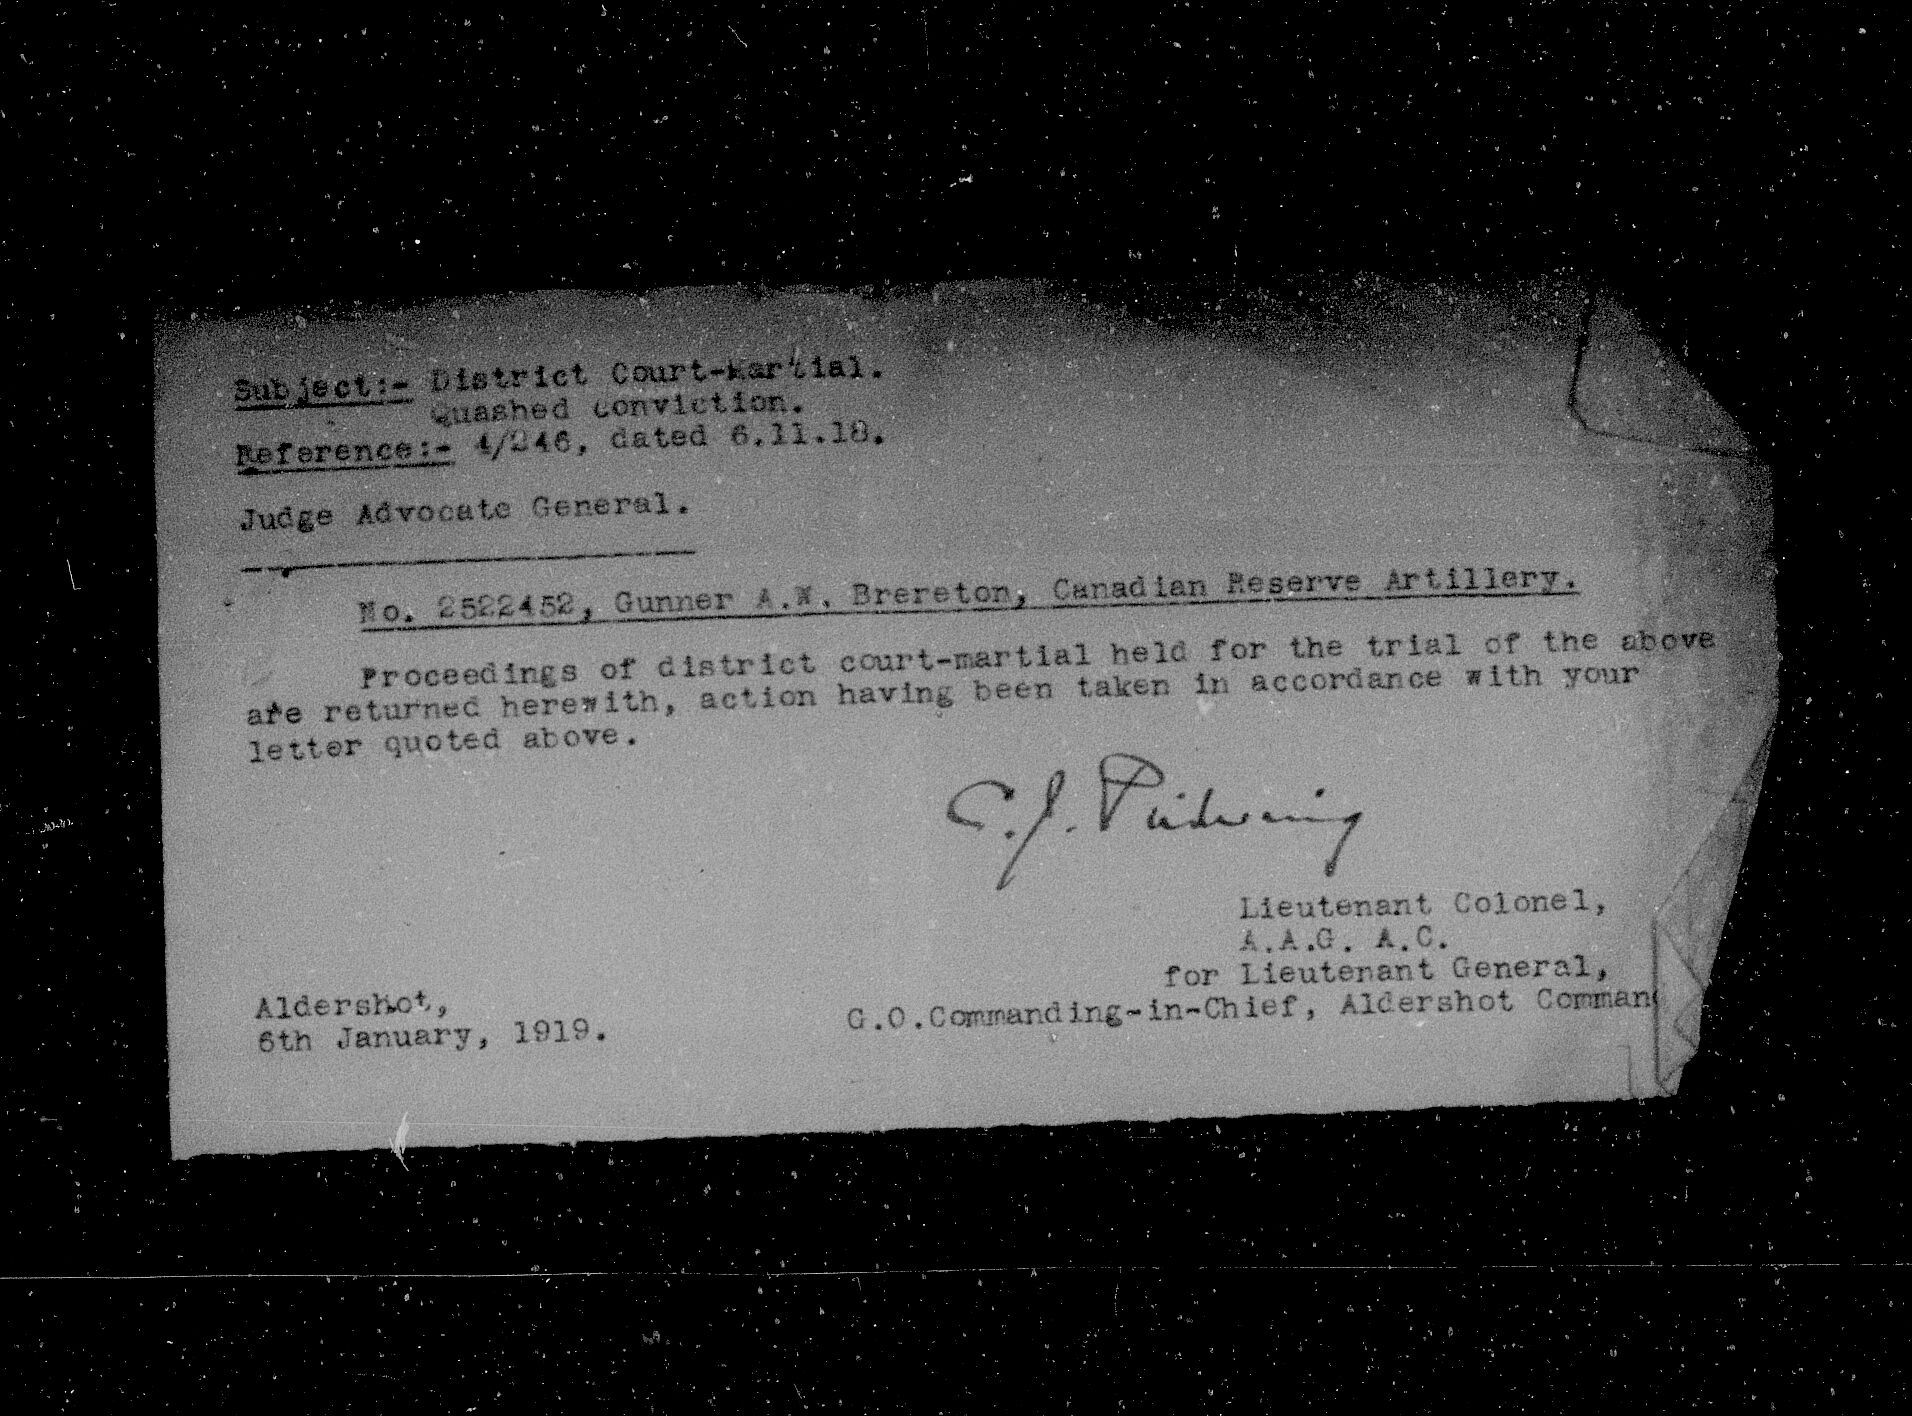 Subject:- District Court-Martial.
Quashed conviction.
Reference:- 4/246, dated 6.11.18.
Judge Advocate General.
No. 2522452, Gunner A.W. Brereton, Canadian Reserve Artillery.
Proceedings of district court-martial held for the trial of the above
are returned herewith, action having been taken in accordance with your
letter quoted above.
C. J. Pickering
Lieutenant Colonel,
A.A.G. A.C.
for Lieutenant General,
G.O.Commanding-in-Chief, Aldershot Comman
Aldershot,
6th January, 1919.